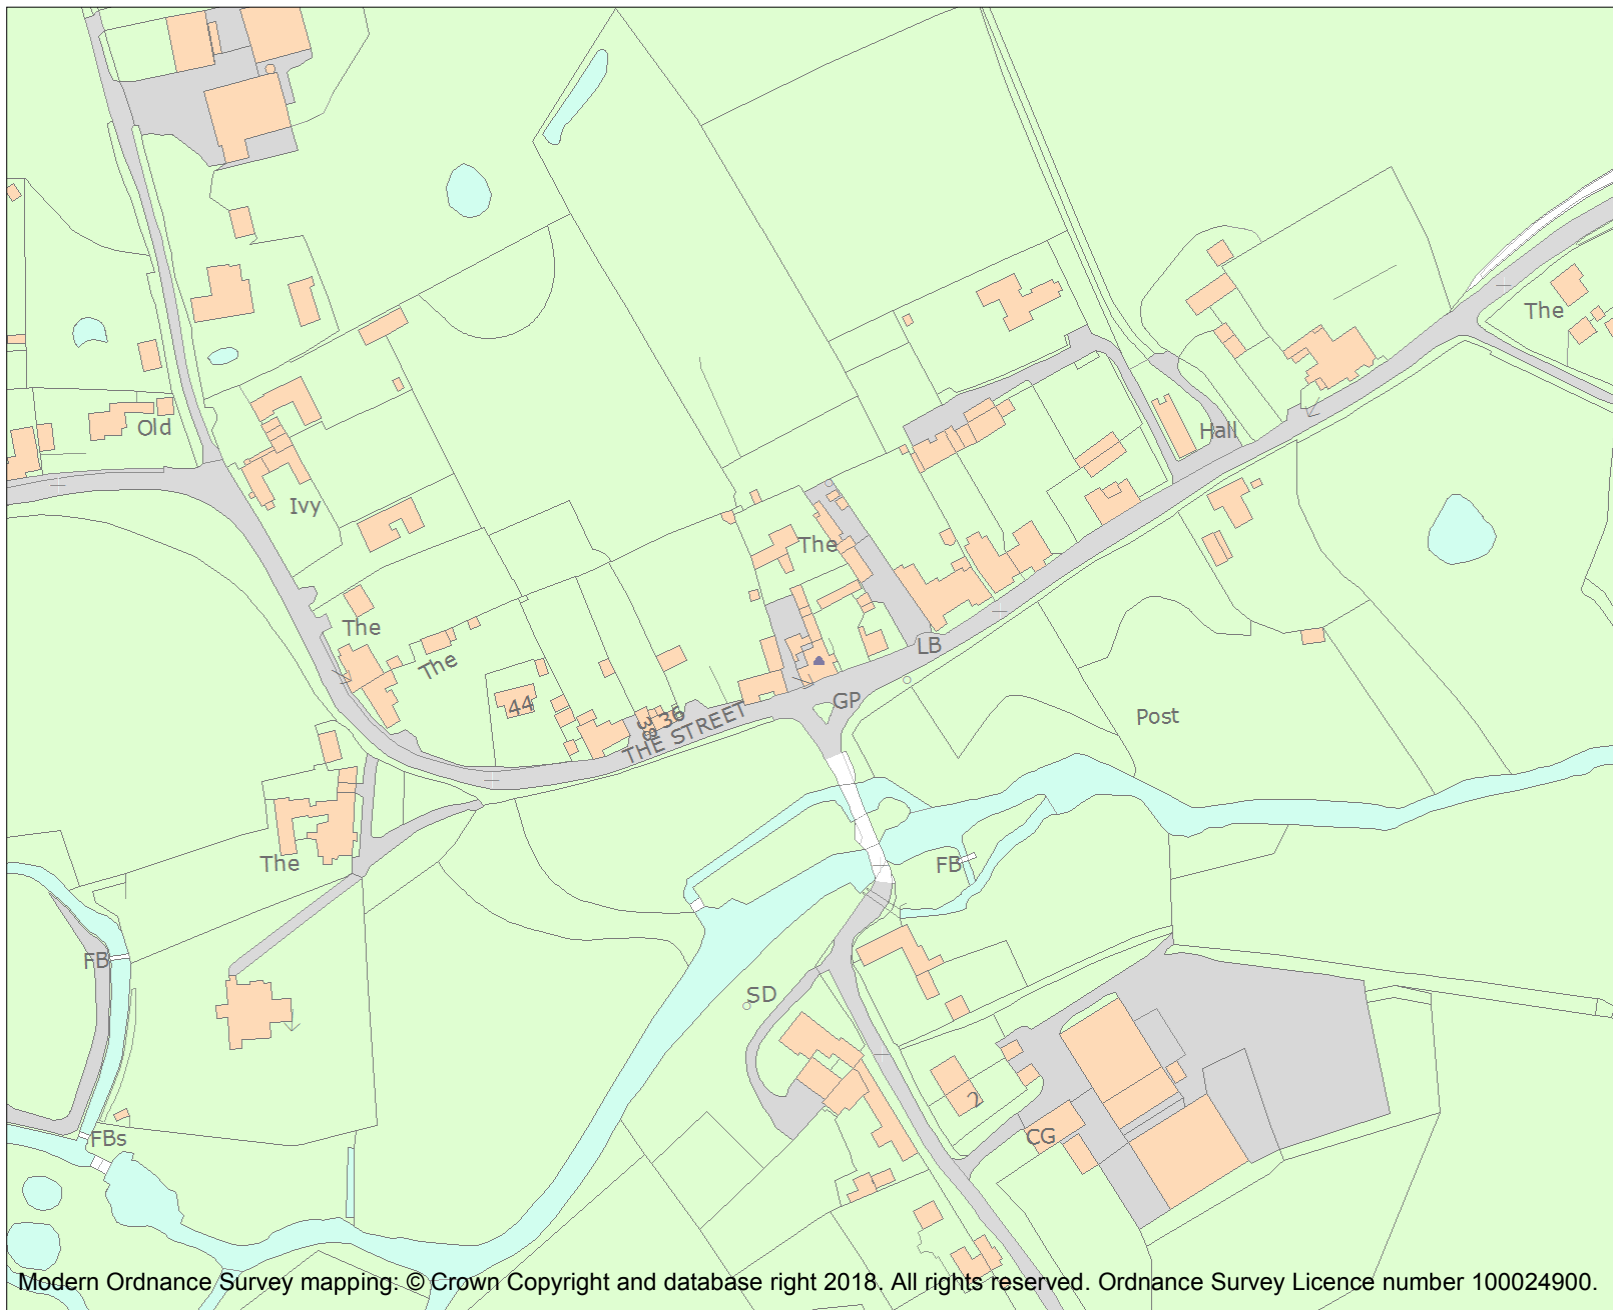 The
Old
Hall
Ivy
The
The
LB
The
GP
44
38
36
THE STREET
Post
The
FB
FB
SD
2
CG
FBs
Modern Ordnance Survey mapping: © Crown Copyright and database right 2018. All rights reserved. Ordnance Survey Licence number 100024900.